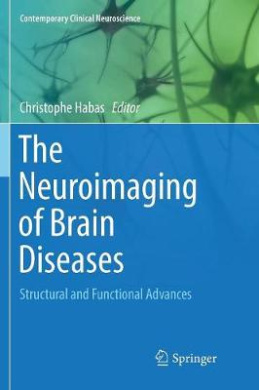 Contemporary Clinical Neuroscience
Christophe Habas Editor
The
Neuroimaging
of Brain
Diseases
Structural and Functional Advances
Springer